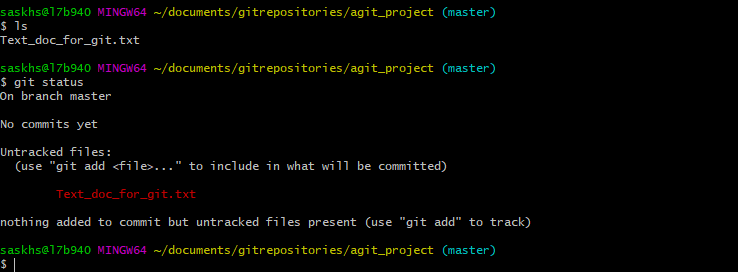 saskhs@l7b940 MINGW64 ~/documents/gitrepositories/agit_project (master)
$ ls
Text_doc_for_git.txt
saskhs@l7b940 MINGW64 ~/documents/gitrepositories/agit_project (master)
$ git status
On branch master
No commits yet
Untracked files:
  (use "git add <file>..." to include in what will be committed)
        Text_doc_for_git.txt
nothing added to commit but untracked files present (use "git add" to track)
saskhs@l7b940 MINGW64 ~/documents/gitrepositories/agit_project (master)
$